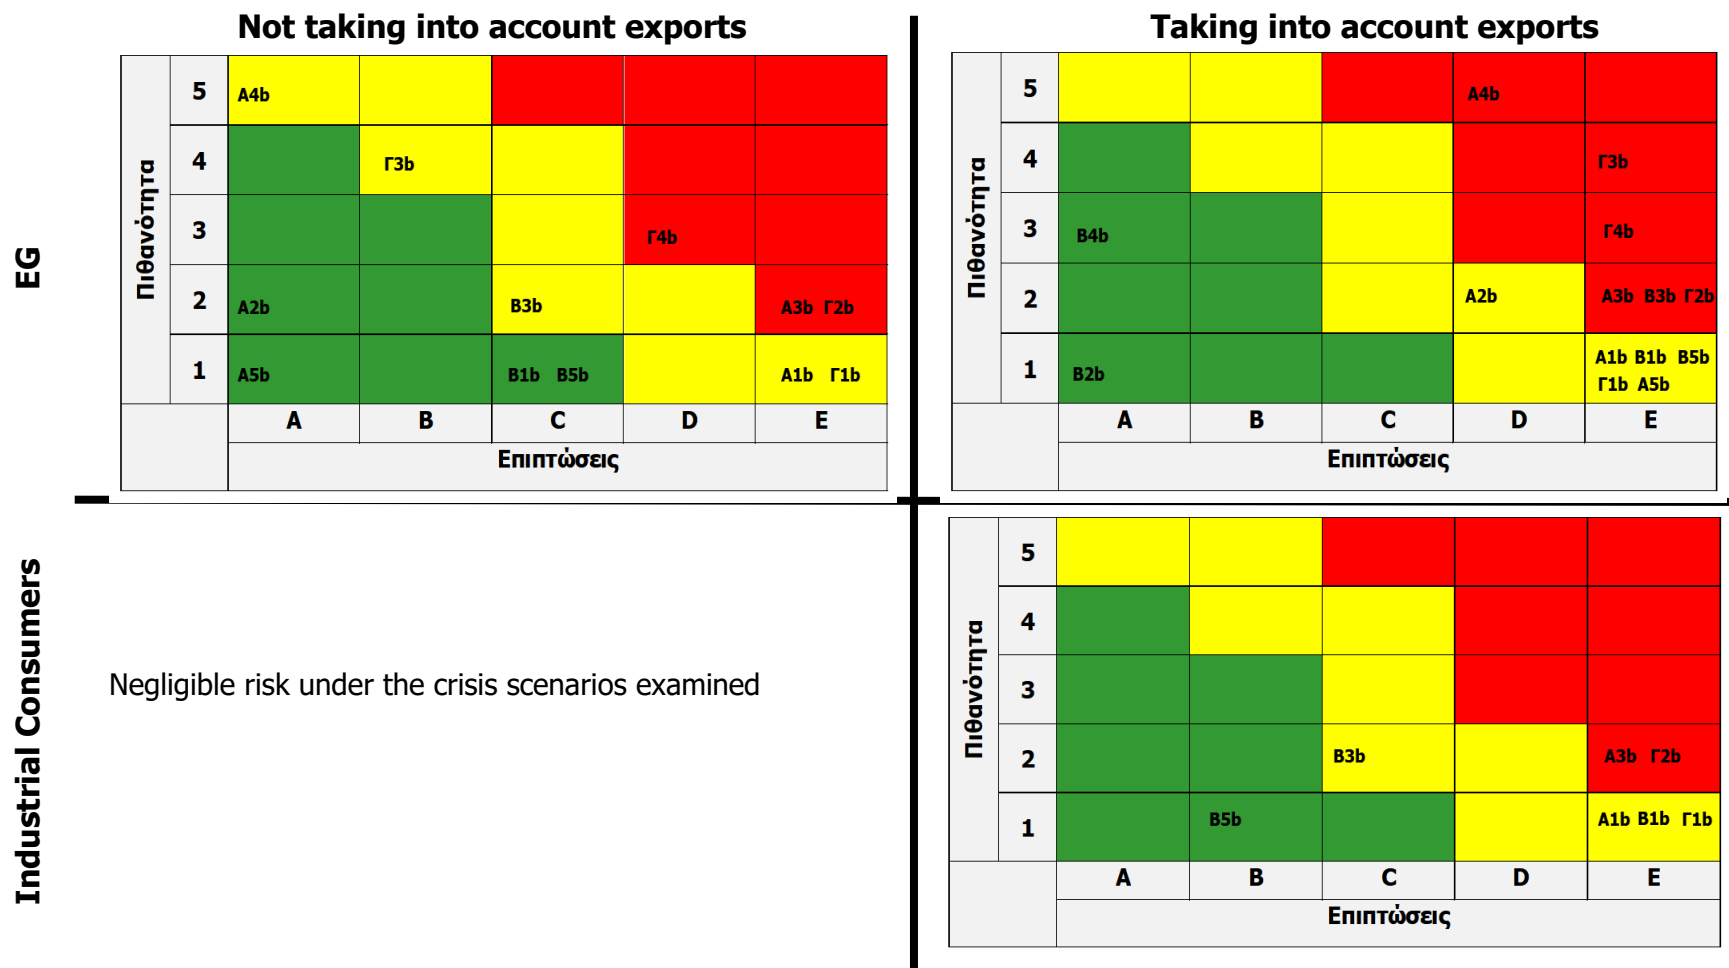 Not taking into account exports
Taking into account exports
EG
Πιθανότητα
5
A4b
4
Γ3b
3
Γ4b
2
A2b
B3b
A3b Γ2b
1
A5b
B1b B5b
A1b Γ1b
A
B
C
D
E
Επιπτώσεις
Πιθανότητα
5
A4b
4
Γ3b
3
B4b
Γ4b
2
A2b
A3b B3b Γ2b
1
B2b
A1b B1b B5b
Γ1b A5b
A
B
C
D
E
Επιπτώσεις
Industrial Consumers
Negligible risk under the crisis scenarios examined
Πιθανότητα
5
4
3
2
B3b
A3b Γ2b
1
B5b
A1b B1b Γ1b
A
B
C
D
E
Επιπτώσεις